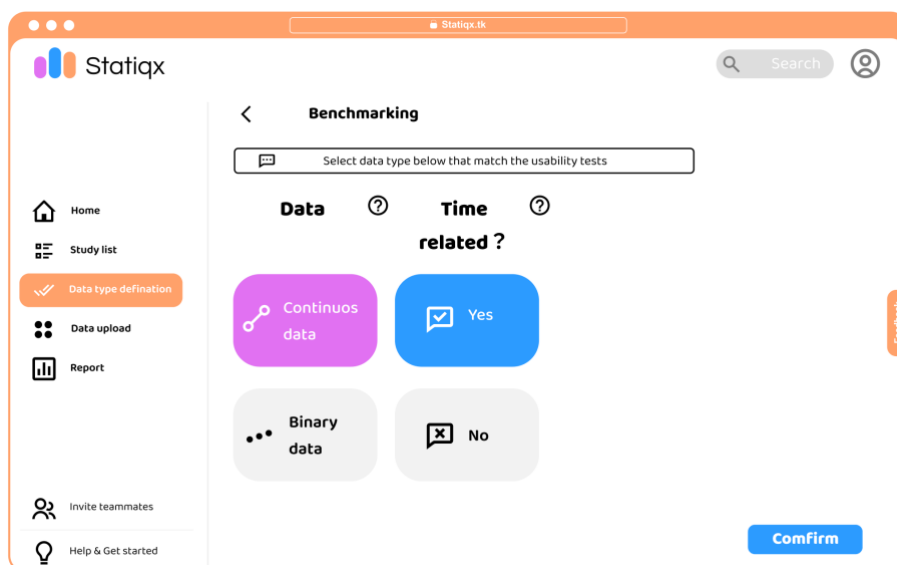 Statiqx.tk
Statiqx
Search
Benchmarking
Select data type below that match the usability tests
Data
Time
related ?
Home
Study list
Data type defination
Data upload
Report
Continuos
data
Yes
Binary
data
No
Invite teammates
Help & Get started
Comfirm